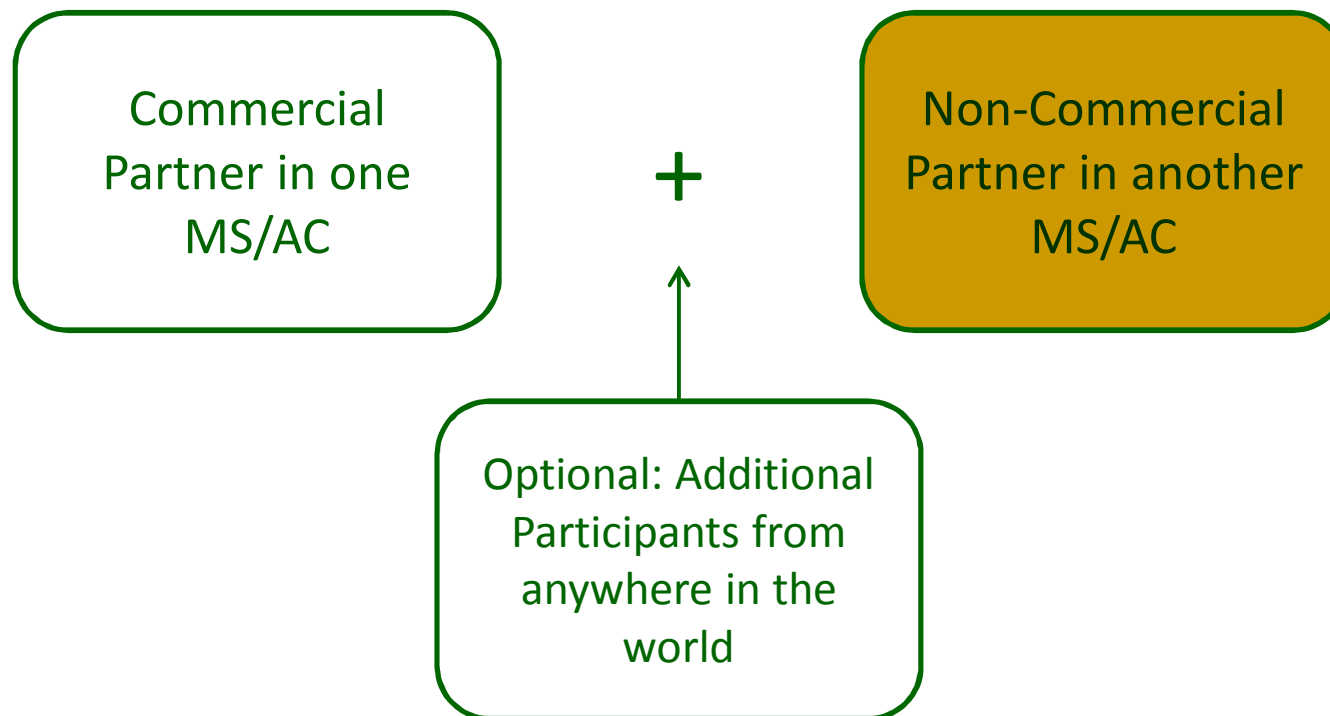 Commercial
Partner in one
MS/AC
+
Non-Commercial
Partner in another
MS/AC
Optional: Additional
Participants from
anywhere in the
world